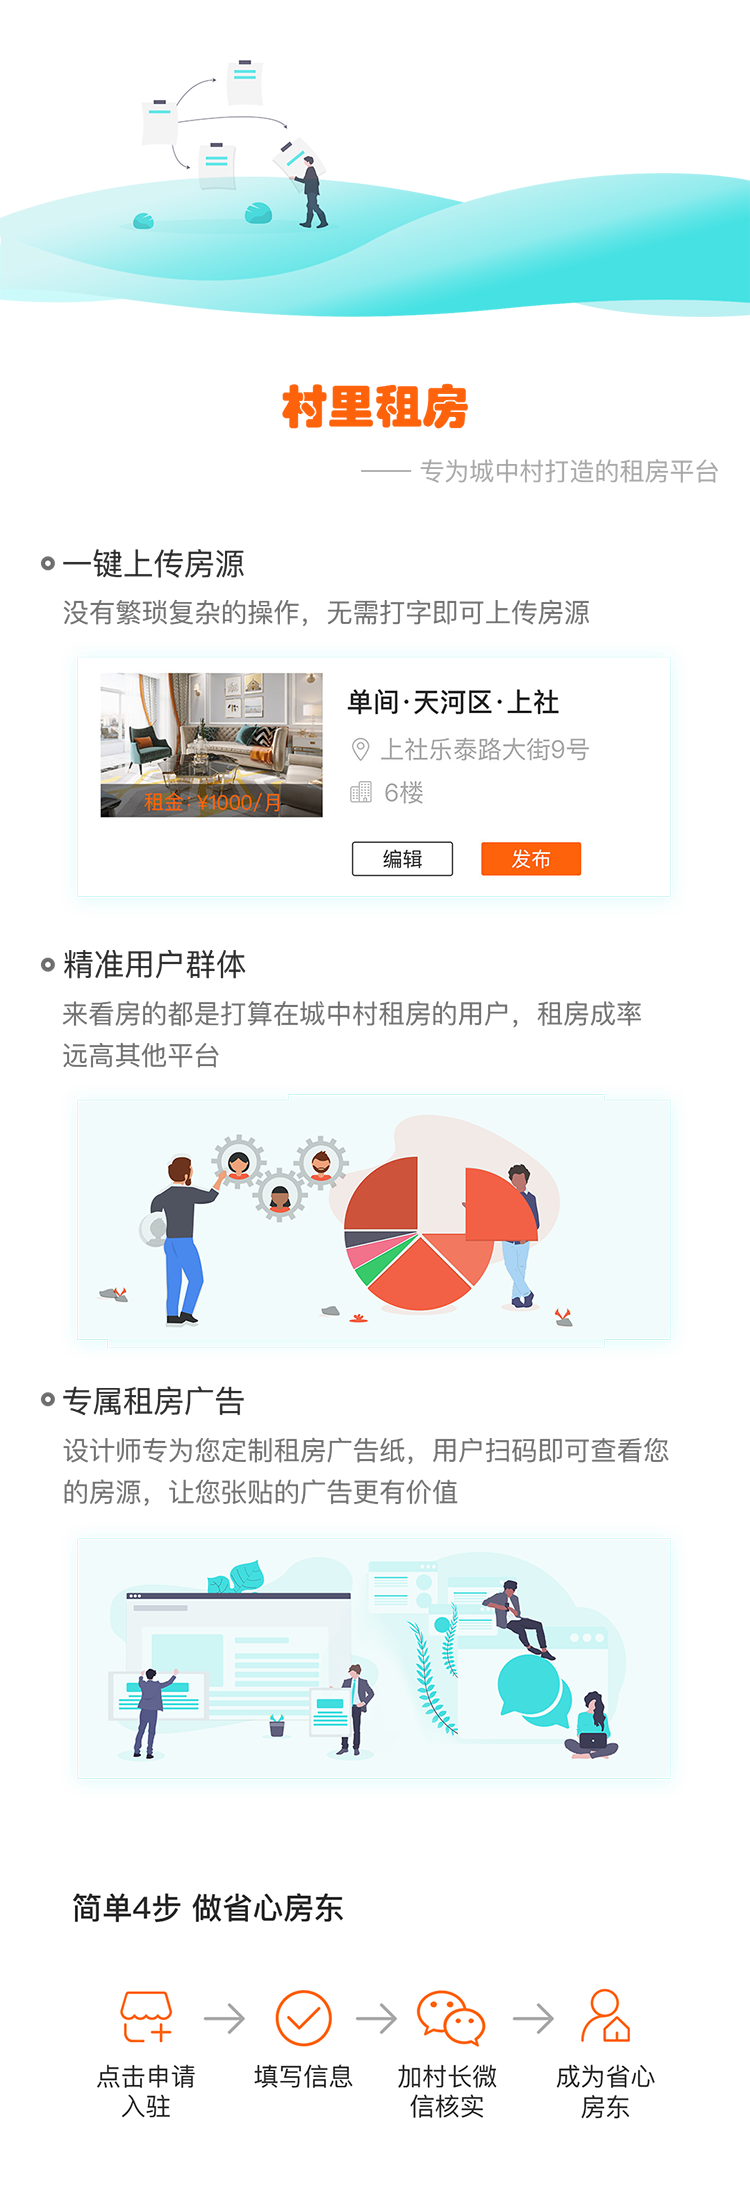 村里租房
—— 专为城中村打造的租房平台
一键上传房源
没有繁琐复杂的操作，无需打字即可上传房源
单间·天河区·上社
上社乐泰路大街9号
租金：¥1000/月
6楼
编辑 发布
精准用户群体
来看房的都是打算在城中村租房的用户，租房成率
远高其他平台
专属租房广告
设计师专为您定制租房广告纸，用户扫码即可查看您
的房源，让您张贴的广告更有价值
简单4步 做省心房东
点击申请
入驻
填写信息
加村长微
信核实
成为省心
房东